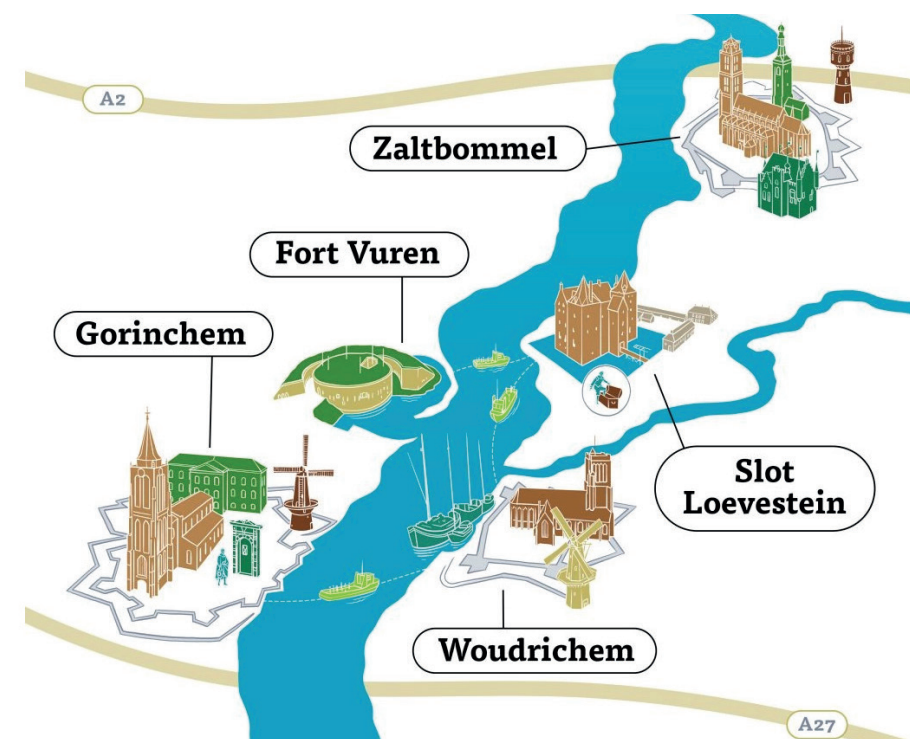 A2
Zaltbommel
Fort Vuren
Gorinchem
Slot
Loevestein
Woudrichem
A27